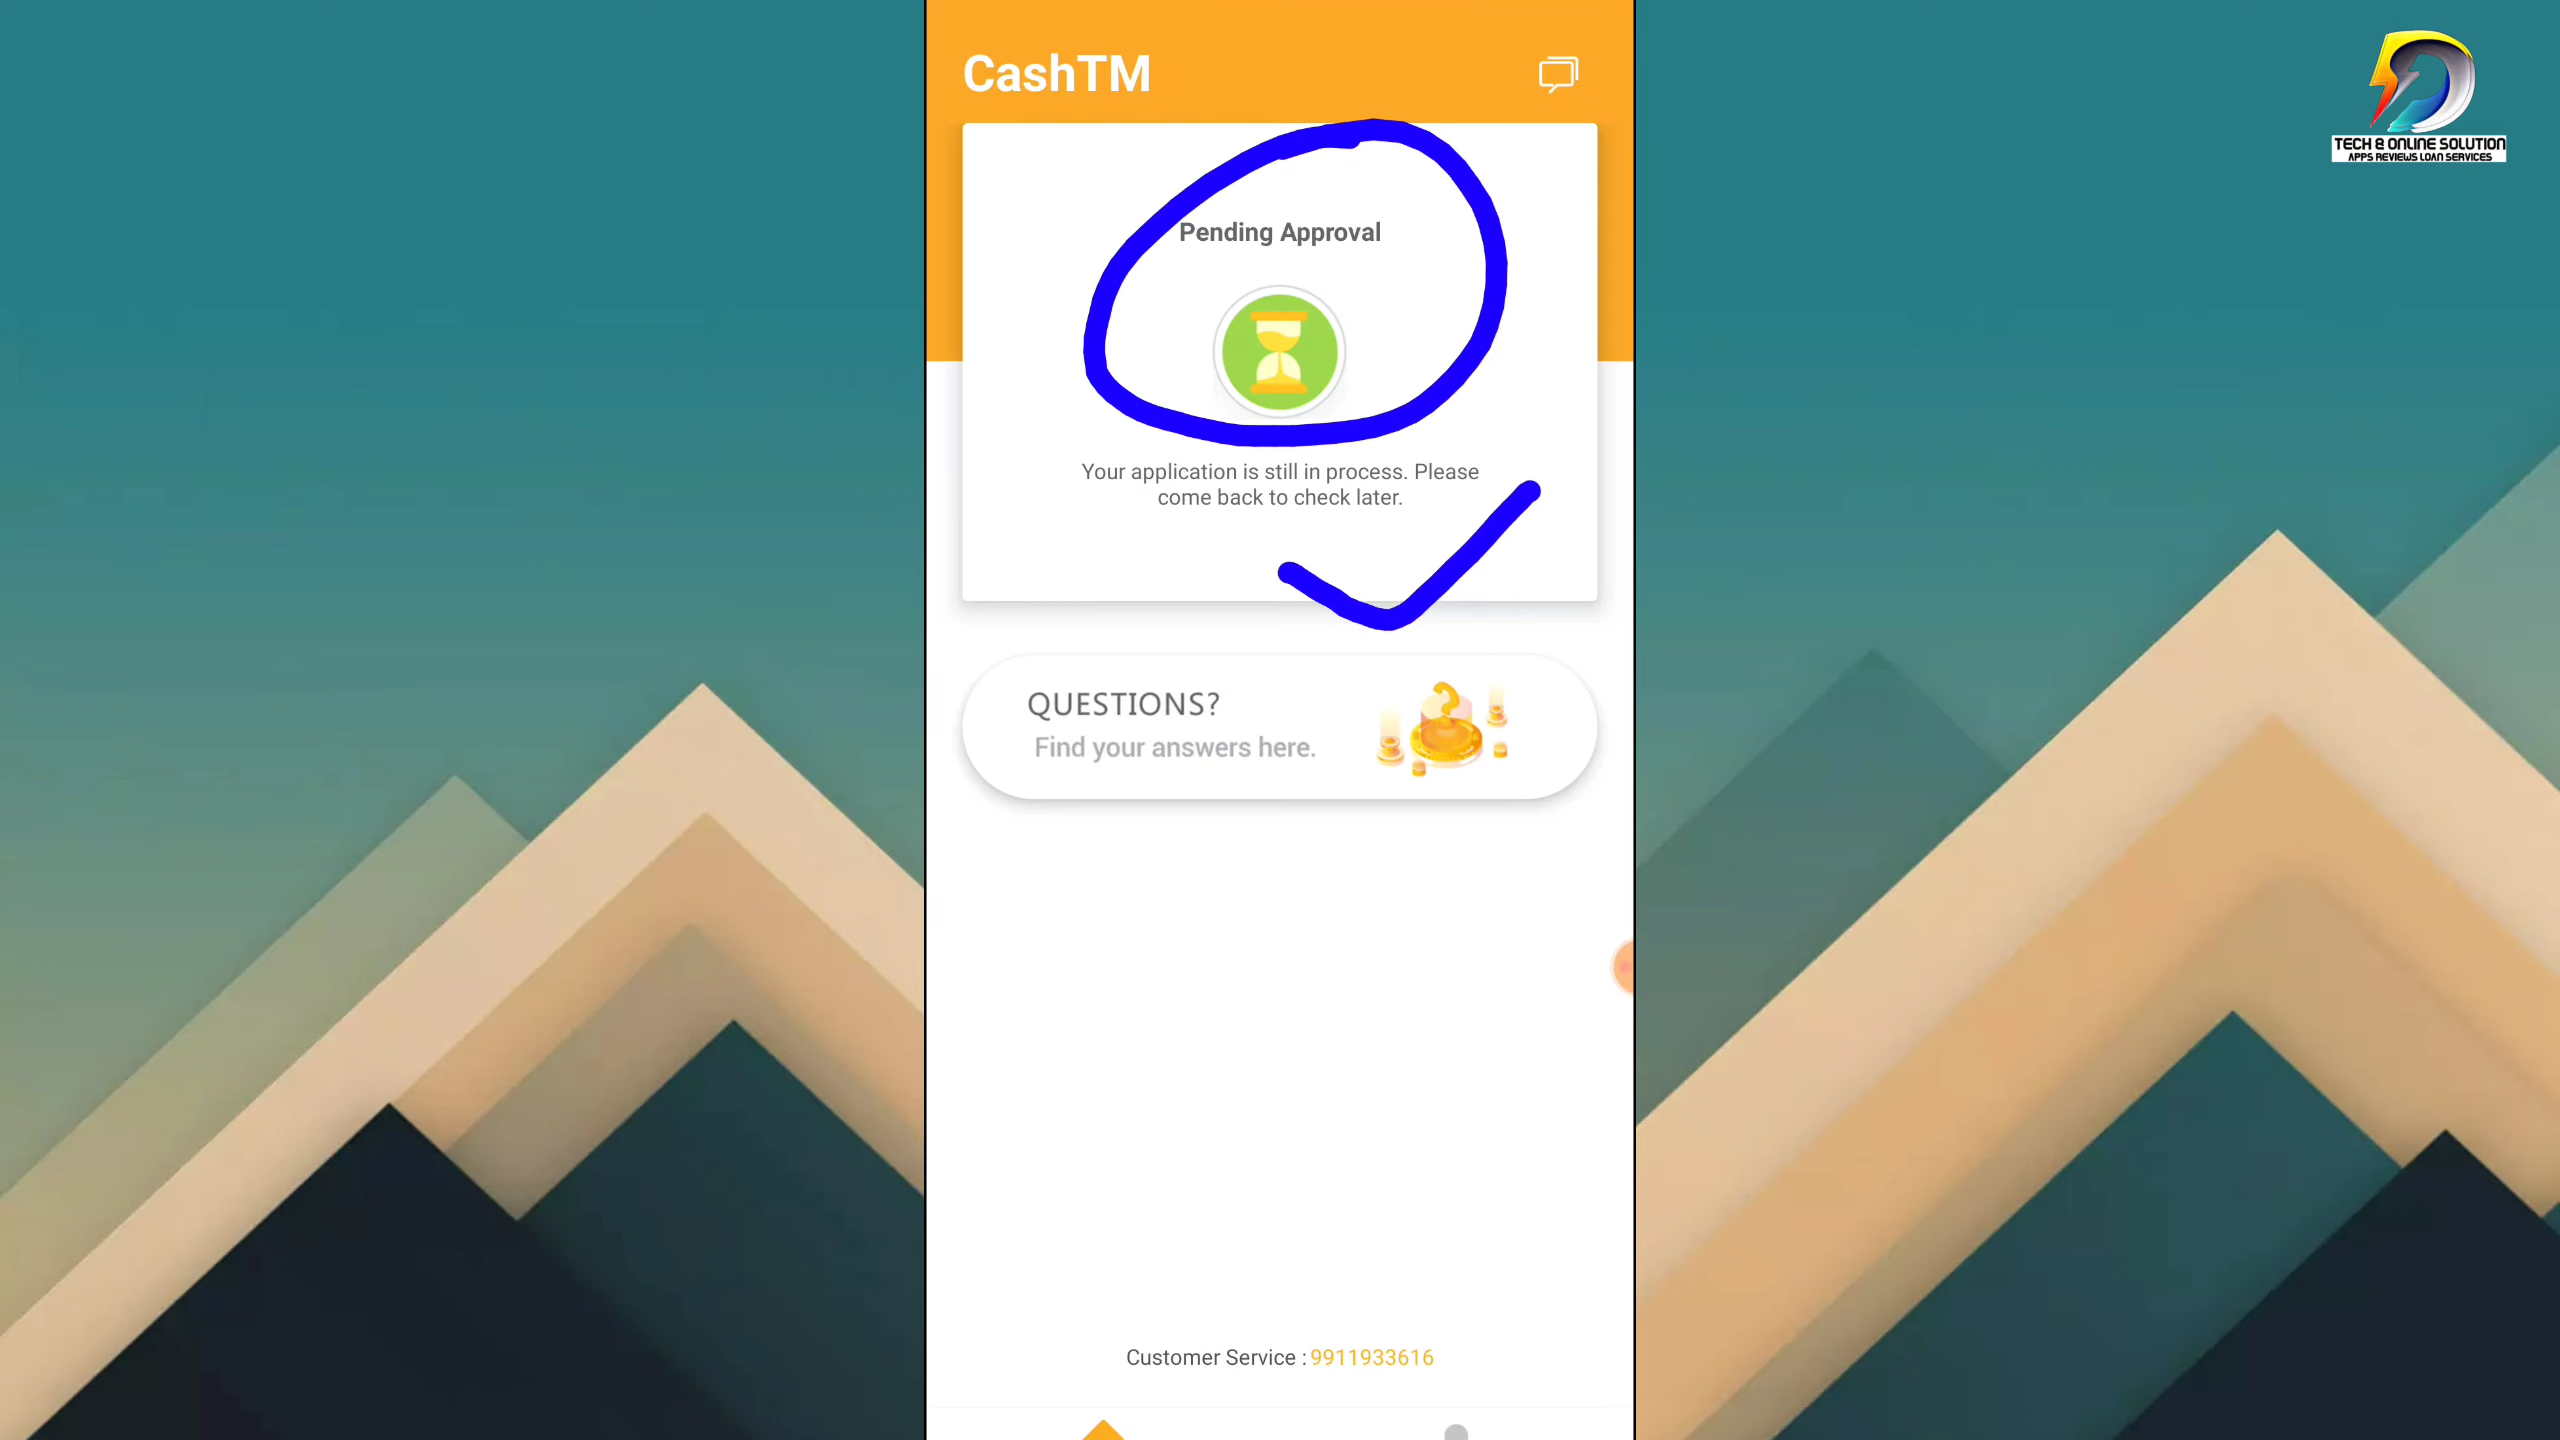 CashTM
TECH & ONLINE SOLUTION
APPS REVIEWS LOAN SERVICES
Pending Approval
Your application is still in process. Please
come back to check later.
QUESTIONS?
Find your answers here.
Customer Service : 9911933616